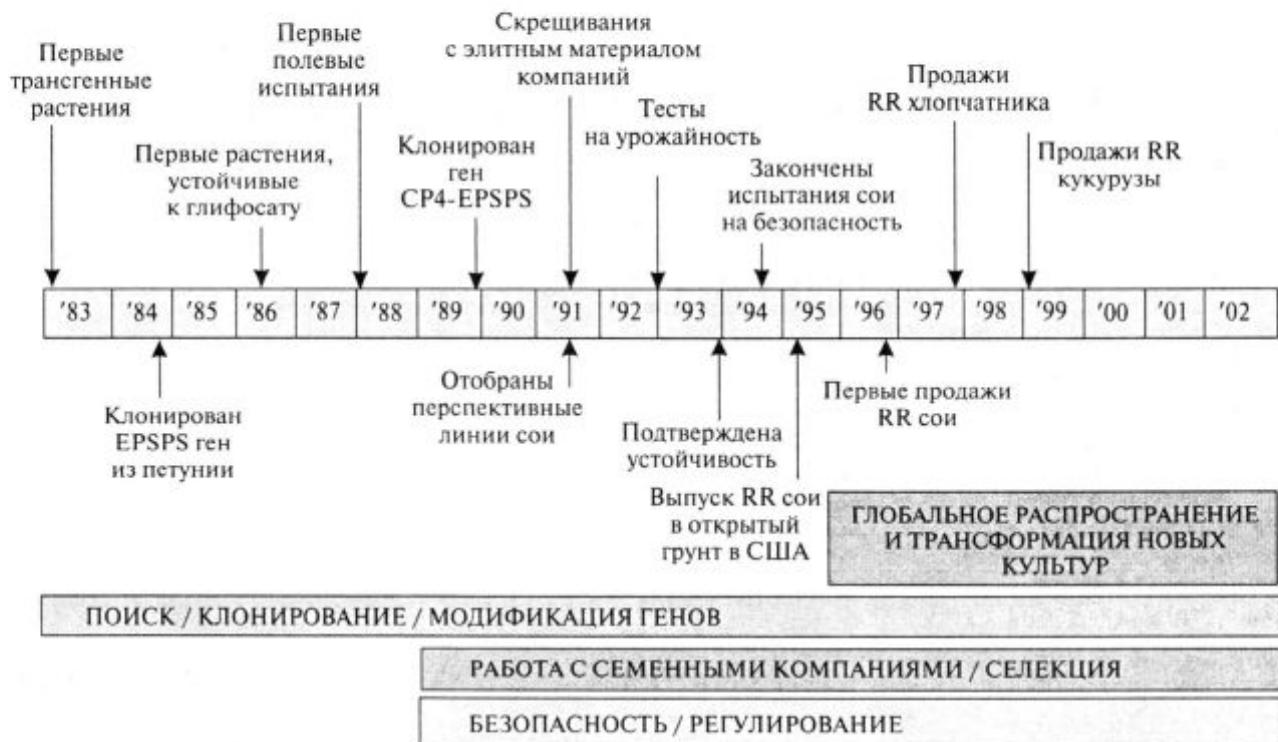 Первые
трансгенные
растения
Первые растения,
устойчивые
к глифосату
Первые
полевые
испытания
Клонирован
ген
CP4-EPSPS
Скрещивания
с элитным материалом
компаний
Тесты
на урожайность
Закончены
испытания сои
на безопасность
Продажи
RR хлопчатника
Продажи RR
кукурузы
'83 '84 '85 '86 '87 '88 '89 '90 '91 '92 '93 '94 '95 '96 '97 '98 '99 '00 '01 '02
Клонирован
EPSPS ген
из петунии
Отобраны
перспективные
линии сои
Подтверждена
устойчивость
Выпуск RR сои
в открытый
грунт в США
Первые продажи
RR сои
ГЛОБАЛЬНОЕ РАСПРОСТРАНЕНИЕ
И ТРАНСФОРМАЦИЯ НОВЫХ
КУЛЬТУР
ПОИСК / КЛОНИРОВАНИЕ / МОДИФИКАЦИЯ ГЕНОВ
РАБОТА С СЕМЕННЫМИ КОМПАНИЯМИ / СЕЛЕКЦИЯ
БЕЗОПАСНОСТЬ / РЕГУЛИРОВАНИЕ